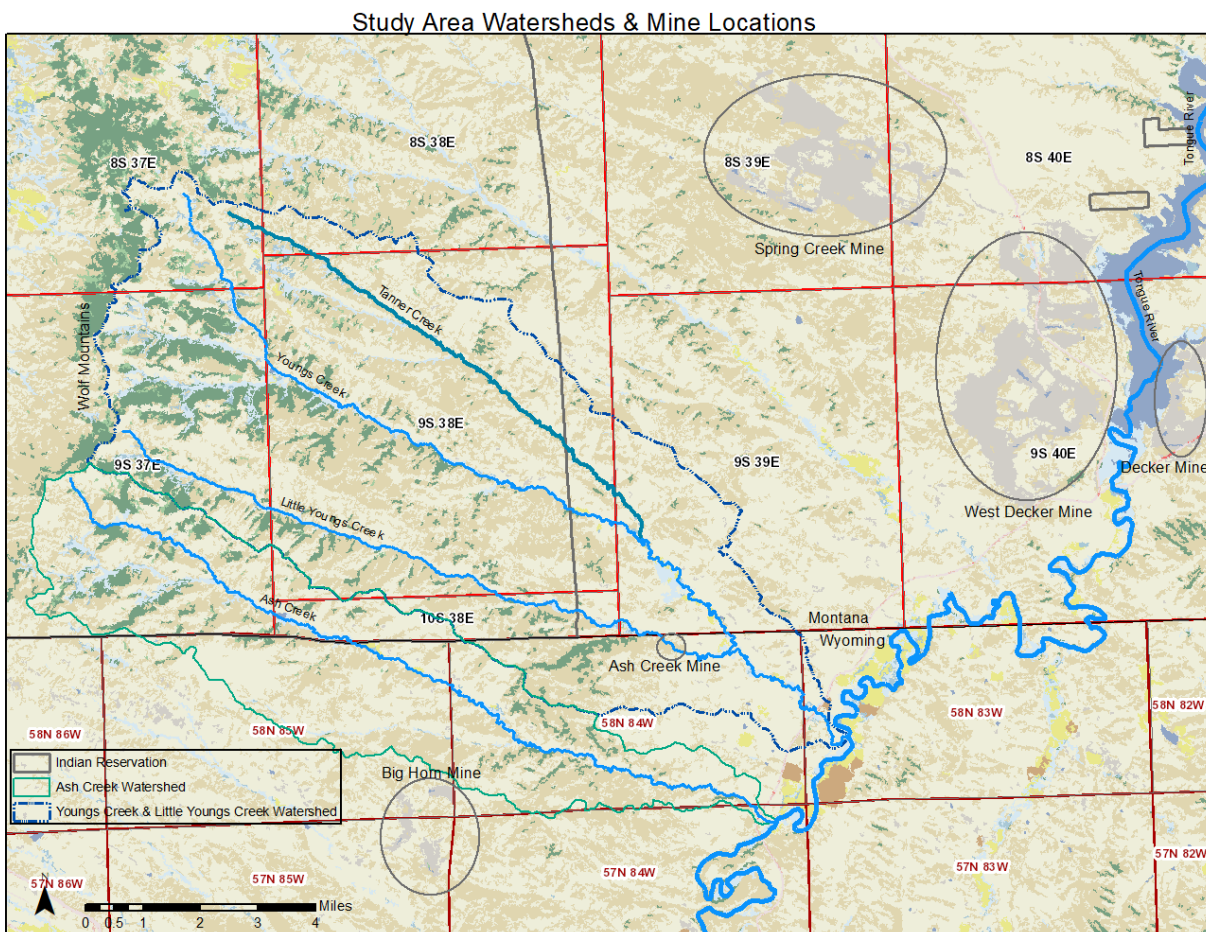 Study Area Watersheds & Mine Locations
Tongue River
8S 38E
8S 37E
8S 39E
8S 40E
Spring Creek Mine
Tanner Creek
Tongue River
Wolf Mountains
Youngs Creek
9S 38E
9S 37E
9S 39E
9S 40E
Decker Mine
West Decker Mine
Little Youngs Creek
Ash Creek
10S 38E
Montana
Wyoming
Ash Creek Mine
58N 86W
58N 85W
58N 84W
58N 83W
58N 82W
Indian Reservation
Ash Creek Watershed
Youngs Creek & Little Youngs Creek Watershed
Big Horn Mine
57N 86W
57N 85W
57N 84W
57N 83W
57N 82W
N
Miles
0 0.5 1 2 3 4